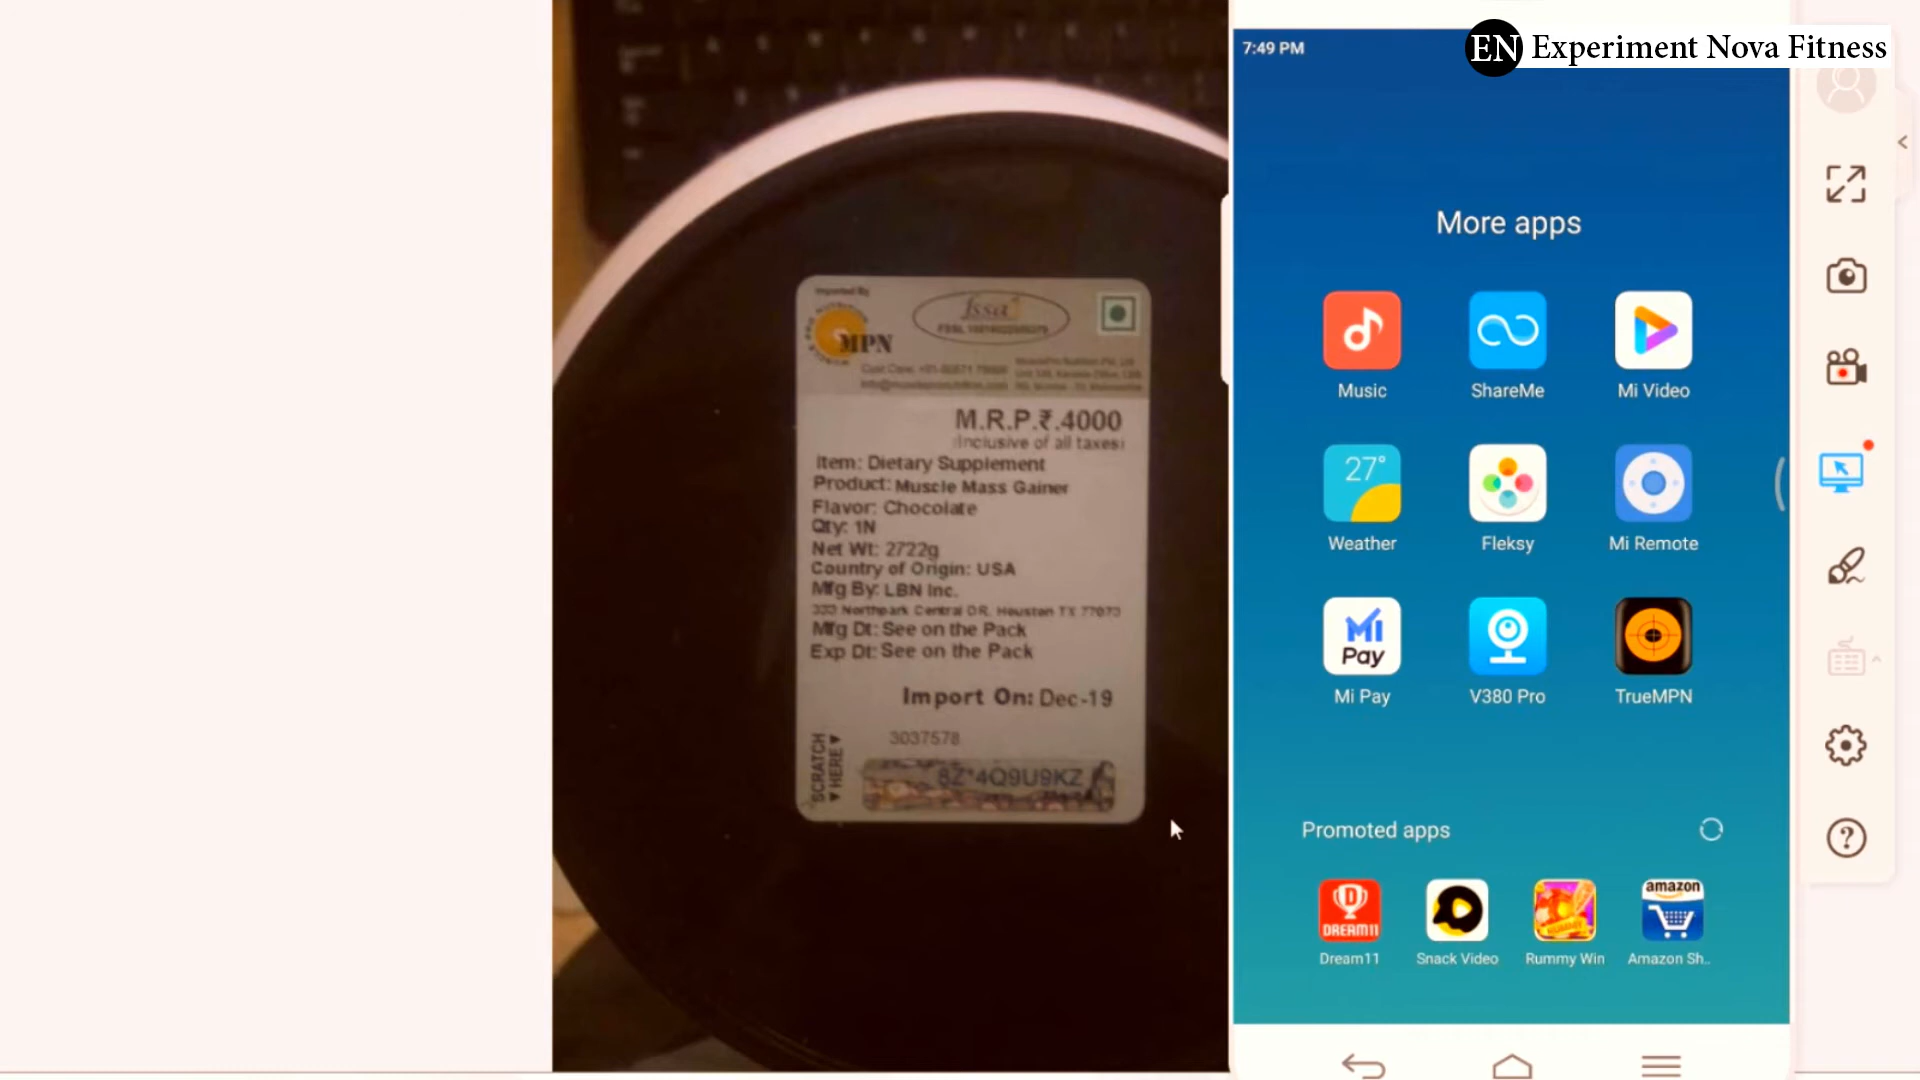 Imported By
MPN
fssai
M.R.P.₹.4000
(Inclusive of all taxes)
Item: Dietary Supplement
Product: Muscle Mass Gainer
Flavor: Chocolate
Qty: 1N
Net Wt: 2722g
Country of Origin: USA
Mfg By: LBN Inc.
333 Northpark Central DR, Houston TX 77073
Mfg Dt: See on the Pack
Exp Dt: See on the Pack
Import On: Dec-19
3037578
SCRATCH
HERE
8Z*4Q9U9KZ
7:49 PM
EN Experiment Nova Fitness
More apps
Music ShareMe Mi Video
27°
Weather Fleksy Mi Remote
Mi
Pay
Mi Pay V380 Pro TrueMPN
Promoted apps
D
DREAM11
amazon
Dream11 Snack Video Rummy Win Amazon Sh..
?